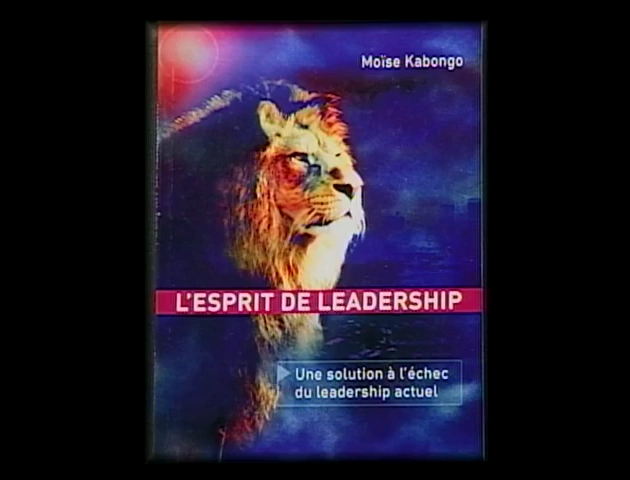 Moïse Kabongo
L'ESPRIT DE LEADERSHIP
Une solution à l'échec
du leadership actuel